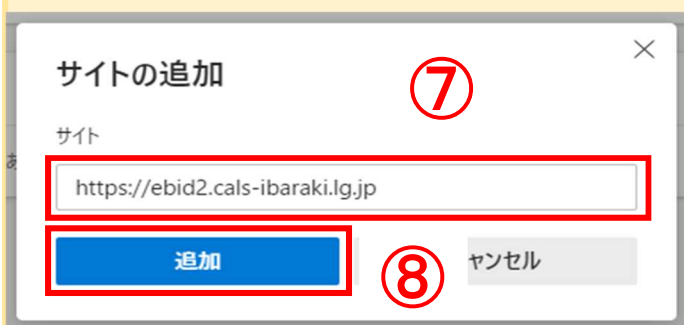 サイトの追加
⑦
サイト
https://ebid2.cals-ibaraki.lg.jp
追加
⑧
ャンセル